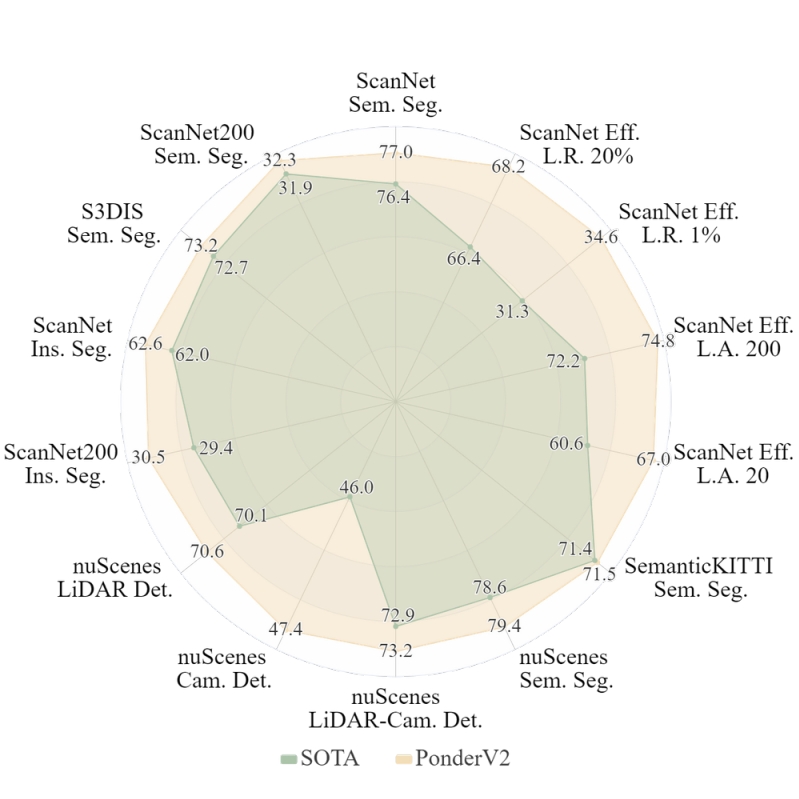 ScanNet
Sem. Seg.
ScanNet200
Sem. Seg.
ScanNet Eff.
L.R. 20%
32.3
77.0
68.2
31.9
76.4
S3DIS
Sem. Seg.
ScanNet Eff.
L.R. 1%
73.2
72.7
66.4
34.6
31.3
ScanNet
Ins. Seg.
62.6
62.0
72.2
74.8
ScanNet Eff.
L.A. 200
ScanNet200
Ins. Seg.
30.5
29.4
60.6
67.0
ScanNet Eff.
L.A. 20
46.0
70.1
70.6
71.4
71.5
nuScenes
LiDAR Det.
SemanticKITTI
Sem. Seg.
78.6
72.9
47.4
79.4
73.2
nuScenes
Cam. Det.
nuScenes
Sem. Seg.
nuScenes
LiDAR-Cam. Det.
SOTA
PonderV2